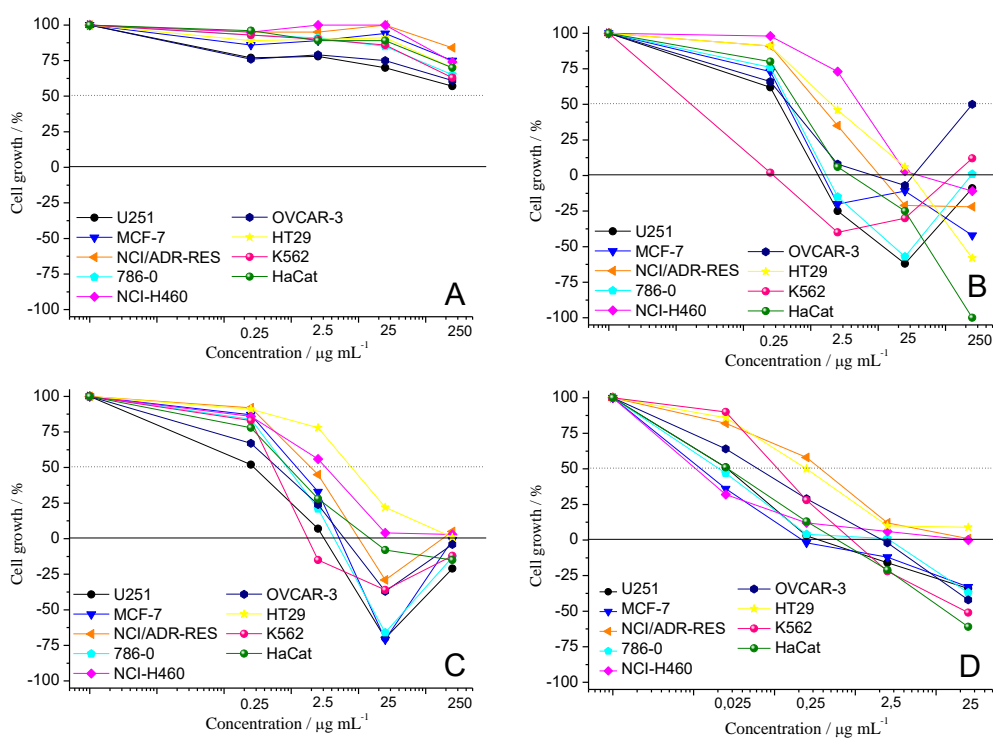 A
Cell growth / %
100
75
50
25
0
-25
-50
-75
-100
U251
MCF-7
NCI/ADR-RES
786-0
NCI-H460
OVCAR-3
HT29
K562
HaCat
0.25 2.5 25 250
Concentration / μg mL⁻¹
B
Cell growth / %
100
75
50
25
0
-25
-50
-75
-100
U251
MCF-7
NCI/ADR-RES
786-0
NCI-H460
OVCAR-3
HT29
K562
HaCat
0.25 2.5 25 250
Concentration / μg mL⁻¹
C
Cell growth / %
100
75
50
25
0
-25
-50
-75
-100
U251
MCF-7
NCI/ADR-RES
786-0
NCI-H460
OVCAR-3
HT29
K562
HaCat
0.25 2.5 25 250
Concentration / μg mL⁻¹
D
Cell growth / %
100
75
50
25
0
-25
-50
-75
-100
U251
MCF-7
NCI/ADR-RES
786-0
NCI-H460
OVCAR-3
HT29
K562
HaCat
0,025 0,25 2.5 25
Concentration / μg mL⁻¹